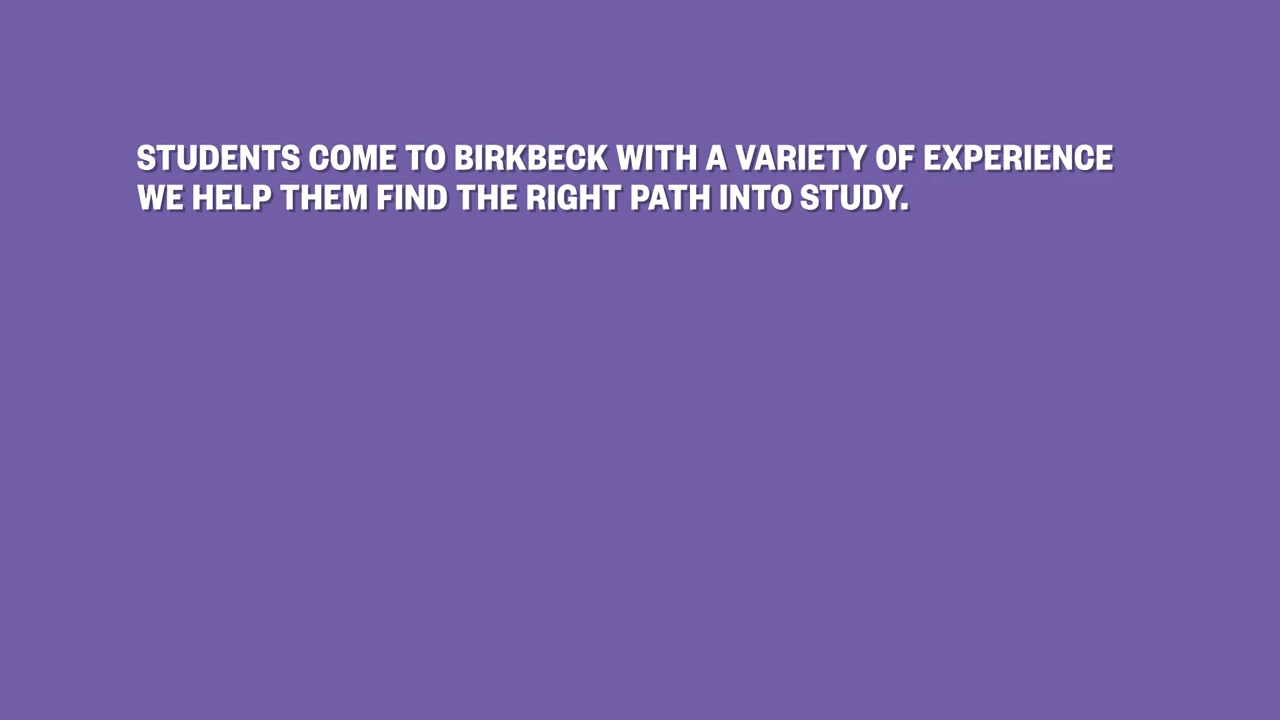 STUDENTS COME TO BIRKBECK WITH A VARIETY OF EXPERIENCE
WE HELP THEM FIND THE RIGHT PATH INTO STUDY.